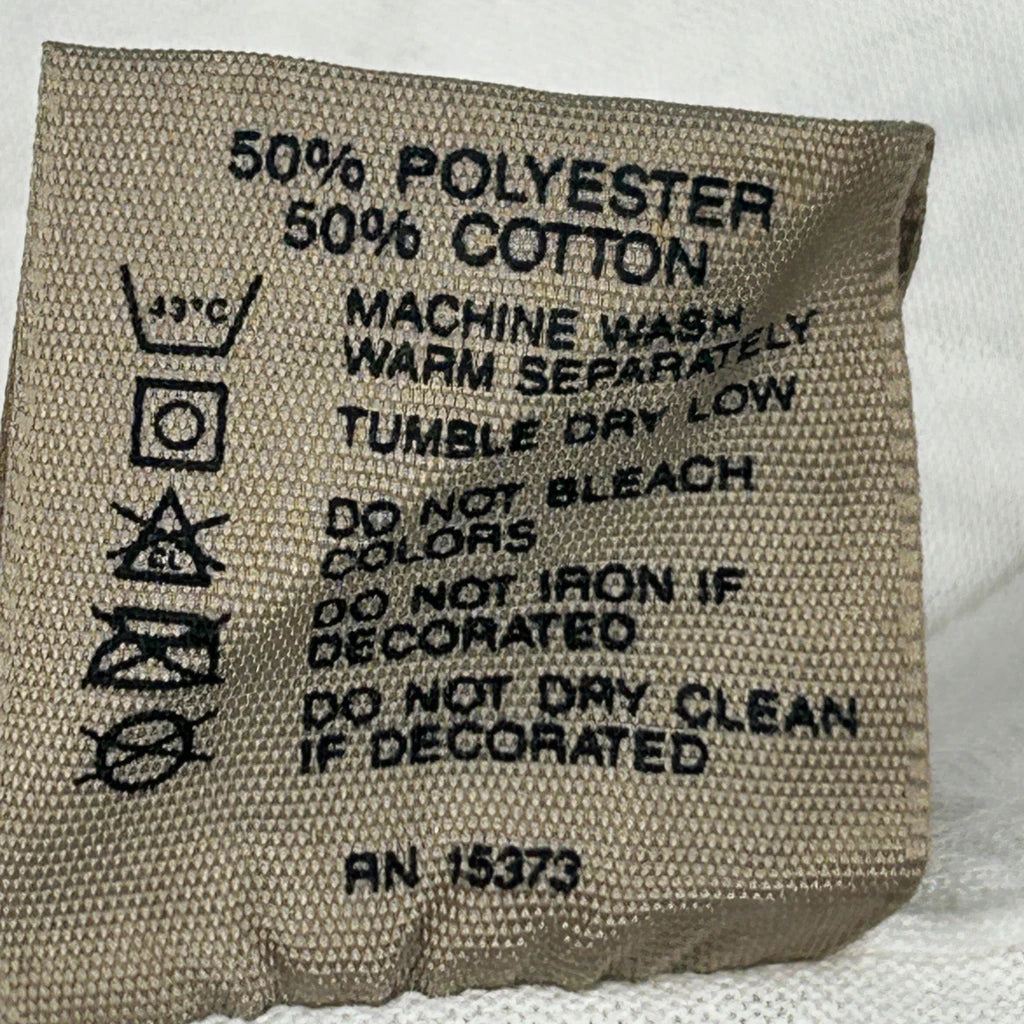 50% POLYESTER
50% COTTON
43°C
MACHINE WASH
WARM SEPARATELY
TUMBLE DRY LOW
CL
DO NOT BLEACH
COLORS
DO NOT IRON IF
DECORATED
DO NOT DRY CLEAN
IF DECORATED
RN 15373